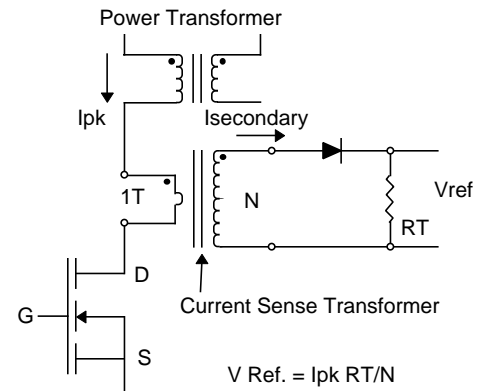 Power Transformer
Ipk
Isecondary
1T
N
Vref
RT
D
Current Sense Transformer
G
S
V Ref. = Ipk RT/N